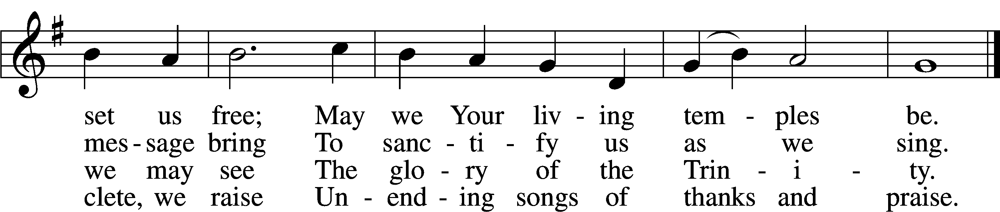 set us free; May we Your liv - ing tem - ples be.
mes - sage bring To sanc - ti - fy us as we sing.
we may see The glo - ry of the Trin - i - ty.
clete, we raise Un - end - ing songs of thanks and praise.